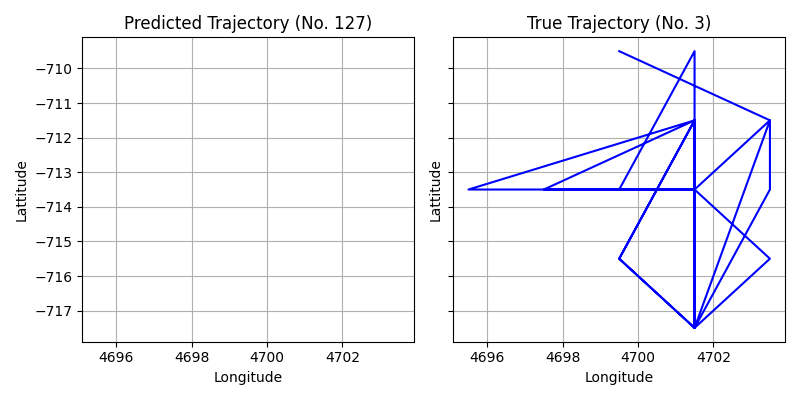 Predicted Trajectory (No. 127)
True Trajectory (No. 3)
Lattitude
−710
−711
−712
−713
−714
−715
−716
−717
4696 4698 4700 4702
Longitude
Lattitude
4696 4698 4700 4702
Longitude